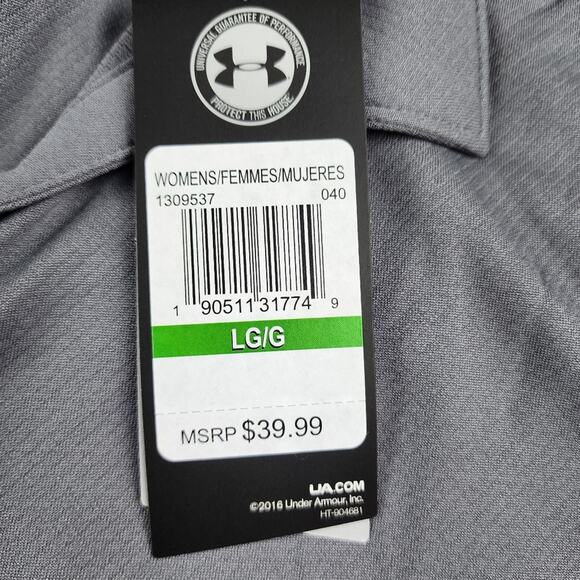 UNIVERSAL GUARANTEE OF PERFORMANCE
PROTECT THIS HOUSE
WOMENS/FEMMES/MUJERES
1309537 040
1 90511 31774 9
LG/G
MSRP $39.99
UA.COM
©2016 Under Armour, Inc.
HT-904681